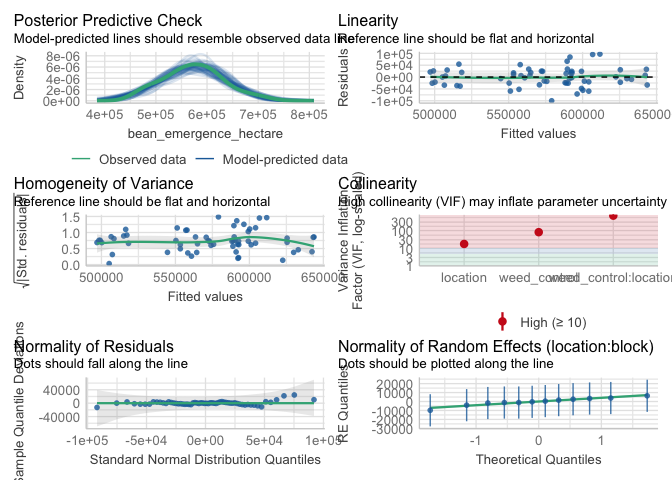 Posterior Predictive Check
Model-predicted lines should resemble observed data line
Density
8e-06
6e-06
4e-06
2e-06
0e+00
4e+05 5e+05 6e+05 7e+05 8e+05
bean_emergence_hectare
Observed data Model-predicted data
Linearity
Reference line should be flat and horizontal
Residuals
1e+05
5e+04
0e+00
-5e+04
-1e+05
500000 550000 600000 650000
Fitted values
Homogeneity of Variance
Reference line should be flat and horizontal
√|Std. residuals|
1.5
1.0
0.5
0.0
500000 550000 600000 650000
Fitted values
Collinearity
High collinearity (VIF) may inflate parameter uncertainty
Variance Inflation
Factor (VIF, log-scaled)
300
100
30
10
3
1
location weed_control weed_control:location
High (≥ 10)
Normality of Residuals
Dots should fall along the line
Sample Quantile Deviations
40000
0
-40000
-1e+05 -5e+04 0e+00 5e+04 1e+05
Standard Normal Distribution Quantiles
Normality of Random Effects (location:block)
Dots should be plotted along the line
RE Quantiles
20000
10000
0
-10000
-20000
-30000
-1 0 1
Theoretical Quantiles